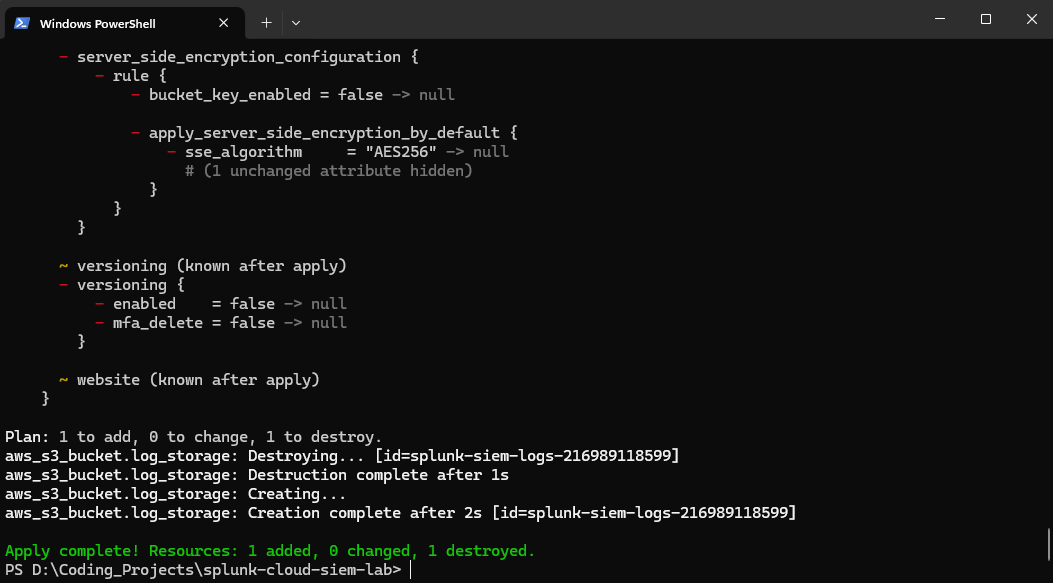 Windows PowerShell
- server_side_encryption_configuration {
- rule {
- bucket_key_enabled = false -> null
- apply_server_side_encryption_by_default {
- sse_algorithm     = "AES256" -> null
# (1 unchanged attribute hidden)
}
}
}
~ versioning (known after apply)
- versioning {
- enabled    = false -> null
- mfa_delete = false -> null
}
~ website (known after apply)
}
Plan: 1 to add, 0 to change, 1 to destroy.
aws_s3_bucket.log_storage: Destroying... [id=splunk-siem-logs-216989118599]
aws_s3_bucket.log_storage: Destruction complete after 1s
aws_s3_bucket.log_storage: Creating...
aws_s3_bucket.log_storage: Creation complete after 2s [id=splunk-siem-logs-216989118599]
Apply complete! Resources: 1 added, 0 changed, 1 destroyed.
PS D:\Coding_Projects\splunk-cloud-siem-lab>